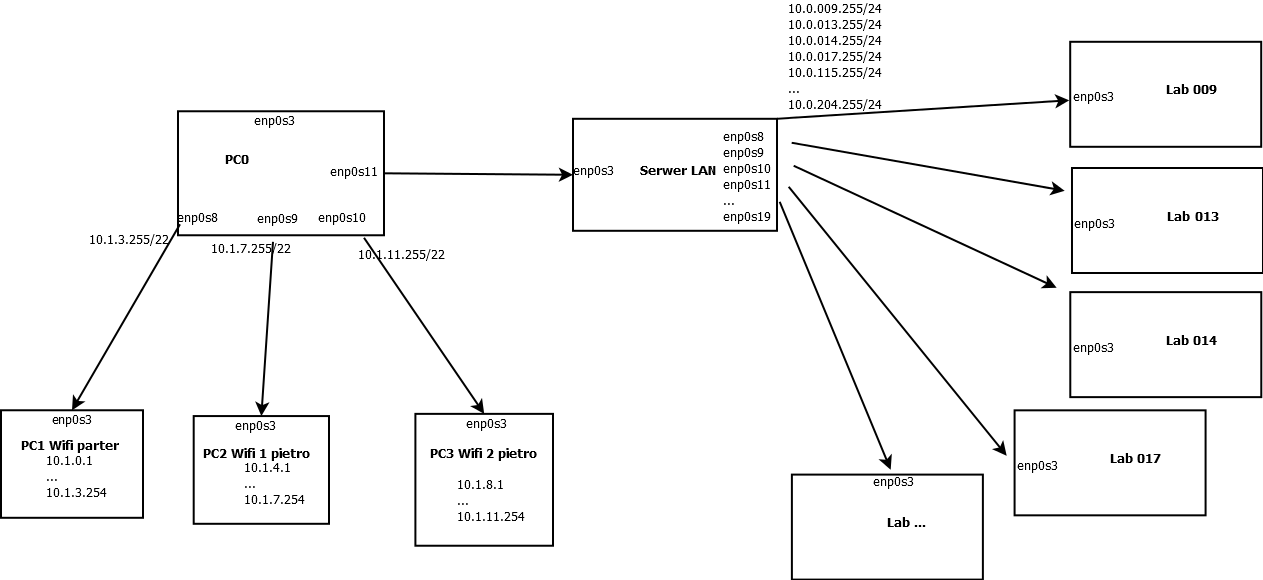 10.0.009.255/24
10.0.013.255/24
10.0.014.255/24
10.0.017.255/24
10.0.115.255/24
...
10.0.204.255/24
enp0s3
PC0
enp0s11
enp0s8
enp0s9
enp0s10
10.1.3.255/22
10.1.7.255/22
10.1.11.255/22
enp0s3
Serwer LAN
enp0s8
enp0s9
enp0s10
enp0s11
...
enp0s19
enp0s3
Lab 009
enp0s3
Lab 013
enp0s3
Lab 014
enp0s3
Lab 017
enp0s3
Lab ...
enp0s3
PC1 Wifi parter
10.1.0.1
...
10.1.3.254
enp0s3
PC2 Wifi 1 pietro
10.1.4.1
...
10.1.7.254
enp0s3
PC3 Wifi 2 pietro
10.1.8.1
...
10.1.11.254